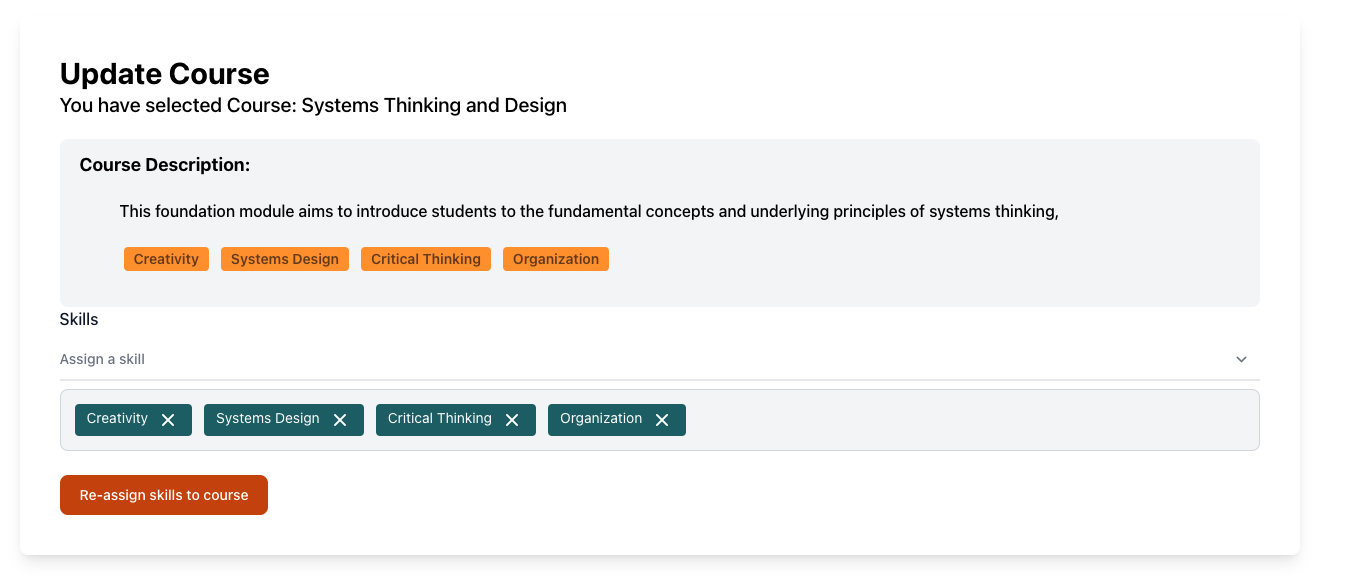 Update Course
You have selected Course: Systems Thinking and Design
Course Description:
This foundation module aims to introduce students to the fundamental concepts and underlying principles of systems thinking,
Creativity Systems Design Critical Thinking Organization
Skills
Assign a skill
Creativity Systems Design Critical Thinking Organization
Re-assign skills to course